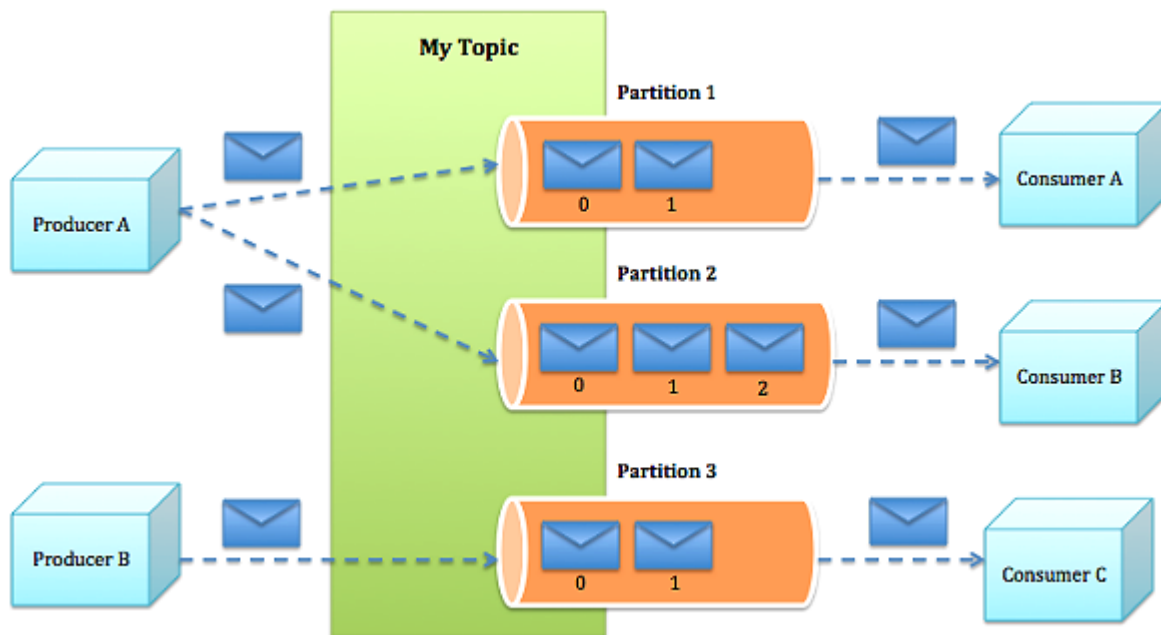 My Topic
Partition 1
0 1
Producer A
Consumer A
Partition 2
0 1 2
Consumer B
Partition 3
0 1
Producer B
Consumer C